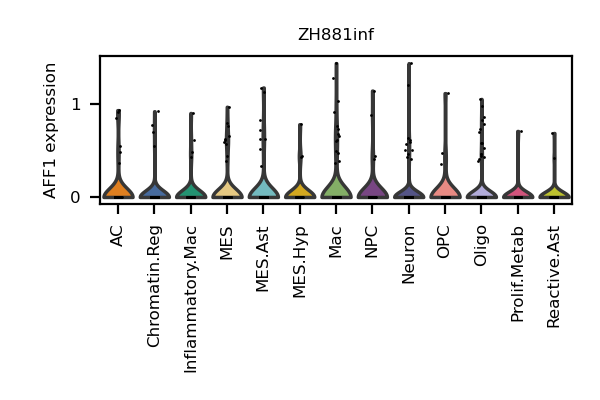 ZH881inf
AFF1 expression
1
0
AC
Chromatin.Reg
Inflammatory.Mac
MES
MES.Ast
MES.Hyp
Mac
NPC
Neuron
OPC
Oligo
Prolif.Metab
Reactive.Ast